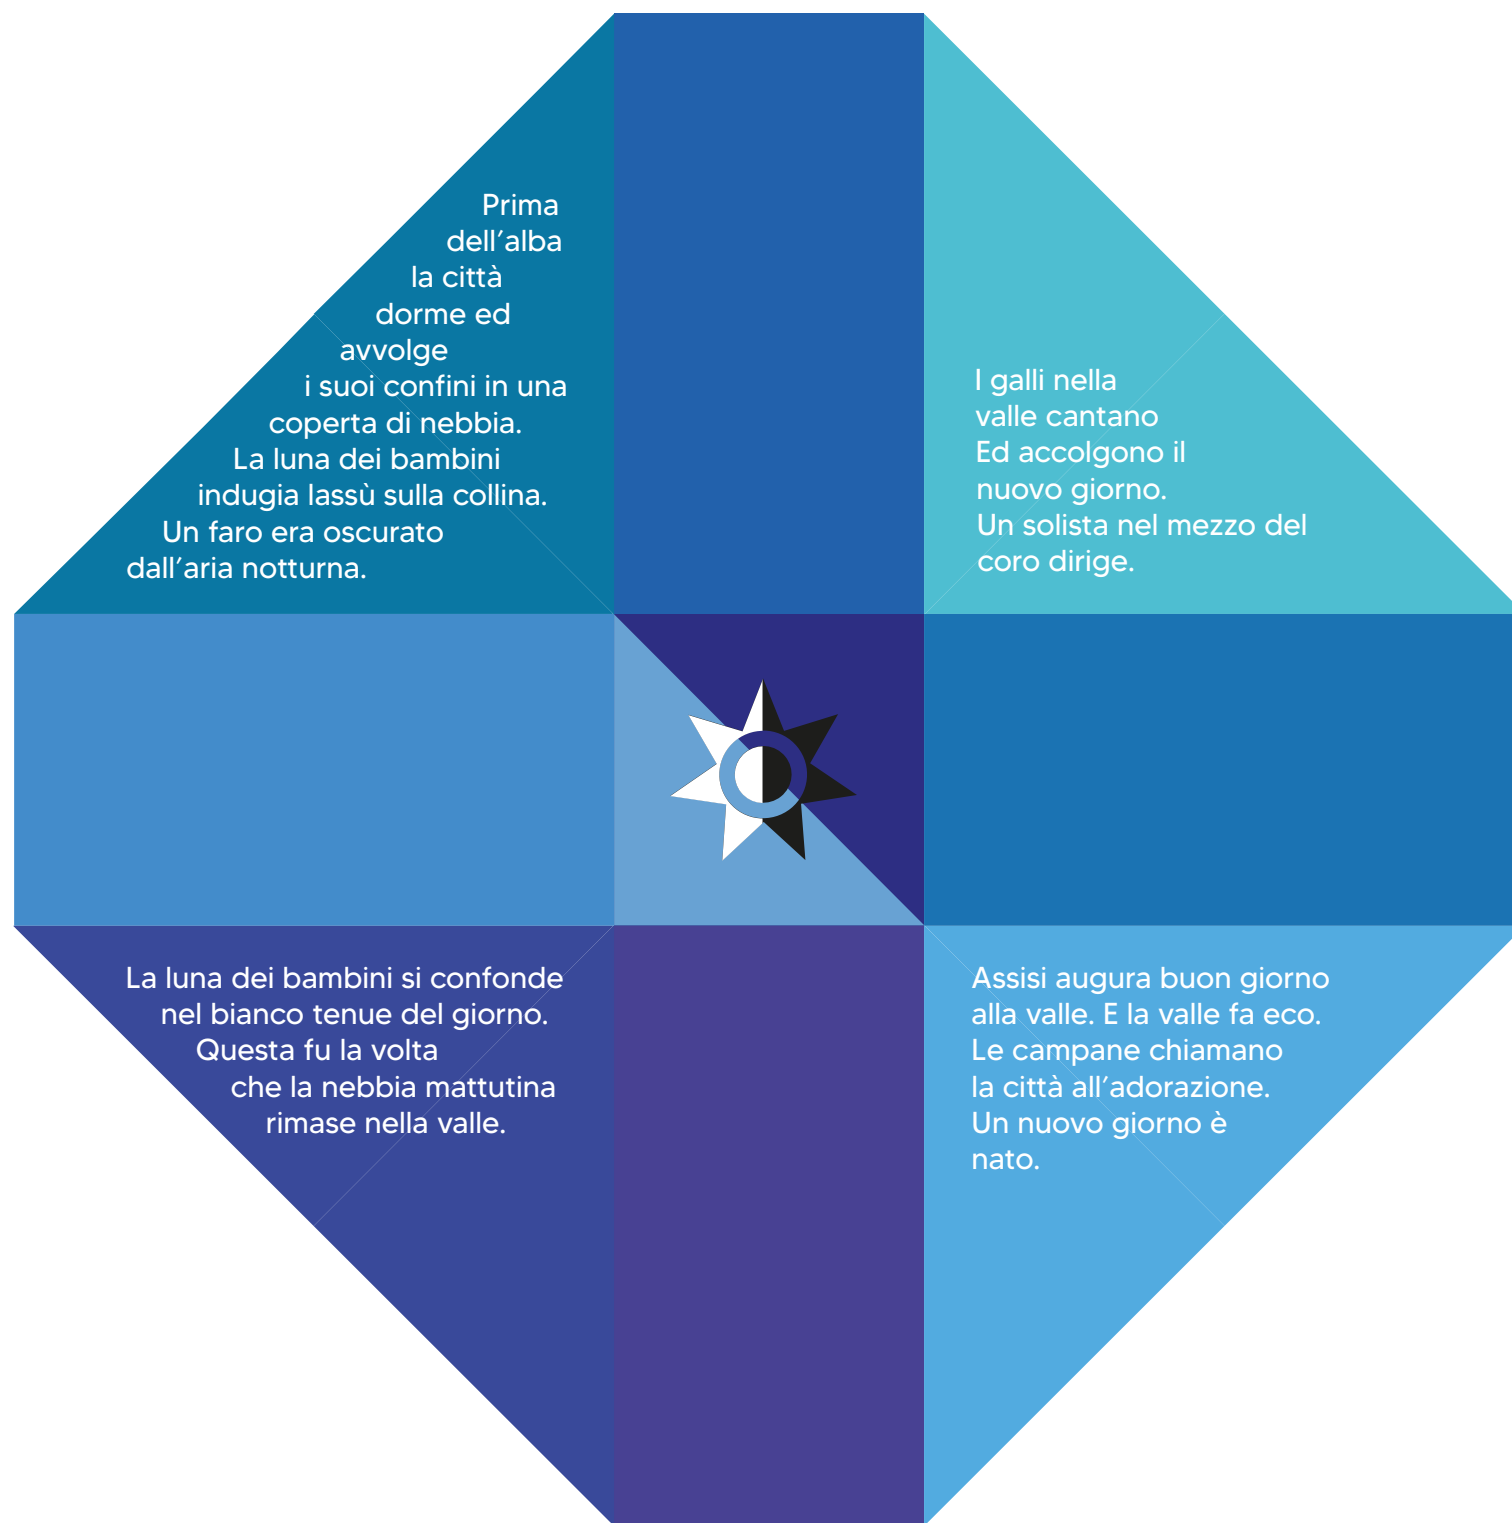 Prima
dell'alba
la città
dorme ed
avvolge
i suoi confini in una
coperta di nebbia.
La luna dei bambini
indugia lassù sulla collina.
Un faro era oscurato
dall'aria notturna.
I galli nella
valle cantano
Ed accolgono il
nuovo giorno.
Un solista nel mezzo del
coro dirige.
La luna dei bambini si confonde
nel bianco tenue del giorno.
Questa fu la volta
che la nebbia mattutina
rimase nella valle.
Assisi augura buon giorno
alla valle. E la valle fa eco.
Le campane chiamano
la città all'adorazione.
Un nuovo giorno è
nato.